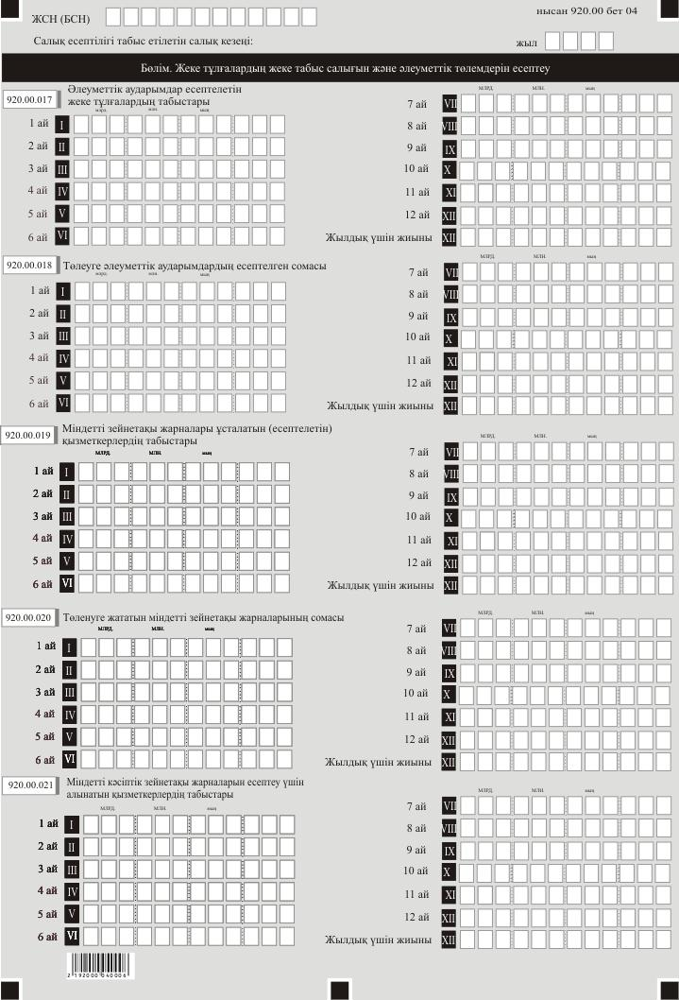 ЖСН (БСН)
нысан 920.00 бет 04
Салық есептілігі табыс етілетін салық кезеңі:
жыл
Бөлім. Жеке тұлғалардың жеке табыс салығын және әлеуметтік төлемдерін есептеу
920.00.017
Әлеуметтік аударымдар есептелетін
жеке тұлғалардың табыстары
млрд. млн. мың
1 ай I
2 ай II
3 ай III
4 ай IV
5 ай V
6 ай VI
МЛРД. МЛН. мың
7 ай VII
8 ай VIII
9 ай IX
10 ай X
11 ай XI
12 ай XII
Жылдық үшін жиыны XII
920.00.018
Төлеуге әлеуметтік аударымдардың есептелген сомасы
млрд. млн. мың
1 ай I
2 ай II
3 ай III
4 ай IV
5 ай V
6 ай VI
МЛРД. МЛН. мың
7 ай VII
8 ай VIII
9 ай IX
10 ай X
11 ай XI
12 ай XII
Жылдық үшін жиыны XII
920.00.019
Міндетті зейнетақы жарналары ұсталатын (есептелетін)
қызметкерлердің табыстары
МЛРД. МЛН. мың
1 ай I
2 ай II
3 ай III
4 ай IV
5 ай V
6 ай VI
МЛРД. МЛН. мың
7 ай VII
8 ай VIII
9 ай IX
10 ай X
11 ай XI
12 ай XII
Жылдық үшін жиыны XII
920.00.020
Төленуге жататын міндетті зейнетақы жарналарының сомасы
МЛРД. МЛН. мың
1 ай I
2 ай II
3 ай III
4 ай IV
5 ай V
6 ай VI
МЛРД. МЛН. мың
7 ай VII
8 ай VIII
9 ай IX
10 ай X
11 ай XI
12 ай XII
Жылдық үшін жиыны XII
920.00.021
Міндетті кәсіптік зейнетақы жарналарын есептеу үшін
алынатын қызметкерлердің табыстары
МЛРД. МЛН. мың
1 ай I
2 ай II
3 ай III
4 ай IV
5 ай V
6 ай VI
МЛРД. МЛН. мың
7 ай VII
8 ай VIII
9 ай IX
10 ай X
11 ай XI
12 ай XII
Жылдық үшін жиыны XII
2 192000 040006